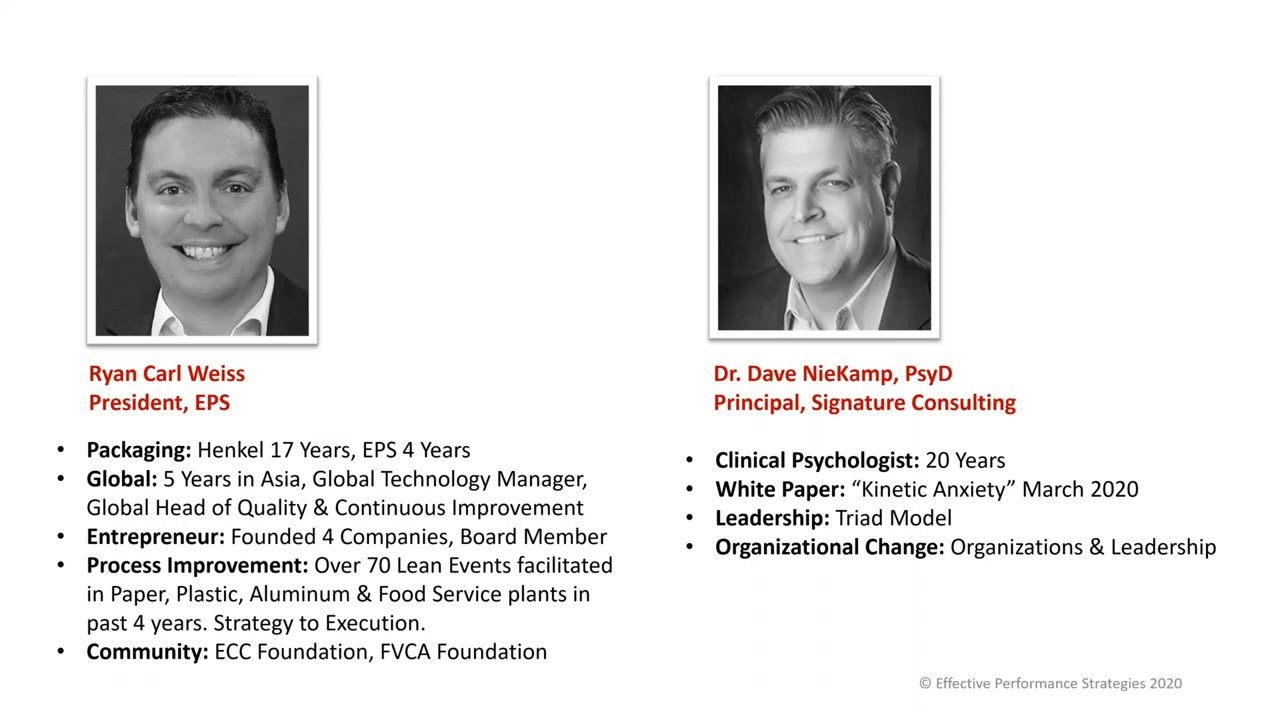 Ryan Carl Weiss
President, EPS
• Packaging: Henkel 17 Years, EPS 4 Years
• Global: 5 Years in Asia, Global Technology Manager,
Global Head of Quality & Continuous Improvement
• Entrepreneur: Founded 4 Companies, Board Member
• Process Improvement: Over 70 Lean Events facilitated
in Paper, Plastic, Aluminum & Food Service plants in
past 4 years. Strategy to Execution.
• Community: ECC Foundation, FVCA Foundation
Dr. Dave NieKamp, PsyD
Principal, Signature Consulting
• Clinical Psychologist: 20 Years
• White Paper: “Kinetic Anxiety” March 2020
• Leadership: Triad Model
• Organizational Change: Organizations & Leadership
© Effective Performance Strategies 2020